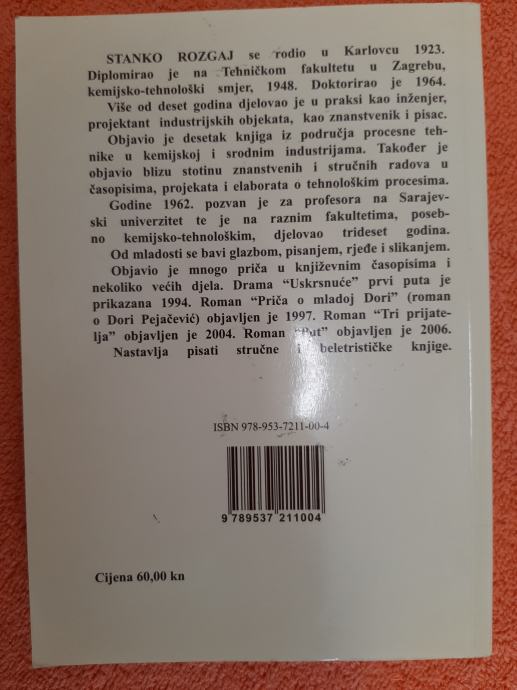 STANKO ROZGAJ se rodio u Karlovcu 1923.
Diplomirao je na Tehničkom fakultetu u Zagrebu,
kemijsko-tehnološki smjer, 1948. Doktorirao je 1964.
Više od deset godina djelovao je u praksi kao inženjer,
projektant industrijskih objekata, kao znanstvenik i pisac.
Objavio je desetak knjiga iz područja procesne teh-
nike u kemijskoj i srodnim industrijama. Također je
objavio blizu stotinu znanstvenih i stručnih radova u
časopisima, projekata i elaborata o tehnološkim procesima.
Godine 1962. pozvan je za profesora na Sarajev-
ski univerzitet te je na raznim fakultetima, poseb-
no kemijsko-tehnološkim, djelovao trideset godina.
Od mladosti se bavi glazbom, pisanjem, rjeđe i slikanjem.
Objavio je mnogo priča u književnim časopisima i
nekoliko većih djela. Drama “Uskrsnuće” prvi puta je
prikazana 1994. Roman “Priča o mladoj Dori” (roman
o Dori Pejačević) objavljen je 1997. Roman “Tri prijate-
lja” objavljen je 2004. Roman “Put” objavljen je 2006.
Nastavlja pisati stručne i beletrističke knjige.
ISBN 978-953-7211-00-4
9 789537 211004
Cijena 60,00 kn